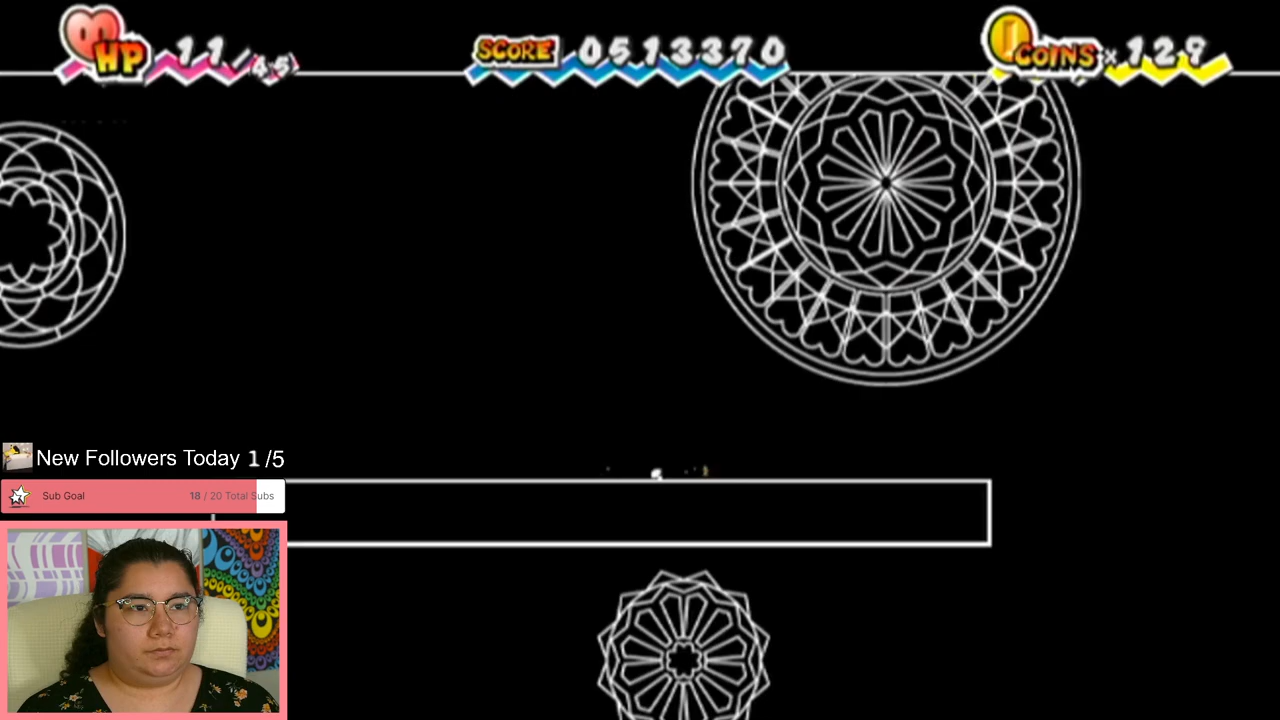 HP 11/45
SCORE 0513370
COINS ×129
New Followers Today 1 /5
Sub Goal 18 / 20 Total Subs